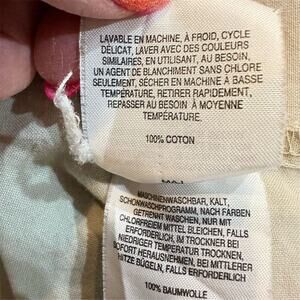 LAVABLE EN MACHINE, À FROID, CYCLE
DÉLICAT, LAVER AVEC DES COULEURS
SIMILAIRES, EN UTILISANT, AU BESOIN,
UN AGENT DE BLANCHIMENT SANS CHLORE
SEULEMENT, SÉCHER EN MACHINE A BASSE
TEMPÉRATURE, RETIRER RAPIDEMENT,
REPASSER AU BESOIN À MOYENNE
TEMPÉRATURE.
100% COTON
MASCHINENWASCHBAR, KALT,
SCHONWASCHPROGRAMM, NACH FARBEN
GETRENNT WASCHEN, NUR MIT
CHLORFREIEM MITTEL BLEICHEN, FALLS
ERFORDERLICH, IM TROCKNER BEI
NIEDRIGER TEMPERATUR TROCKNEN,
SOFORT HERAUSNEHMEN, BEI MITTLERER
HITZE BÜGELN, FALLS ERFORDERLICH
100% BAUMWOLLE